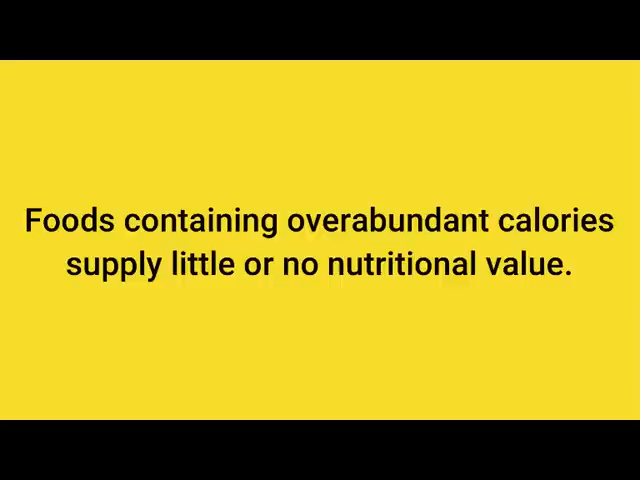 Foods containing overabundant calories
supply little or no nutritional value.